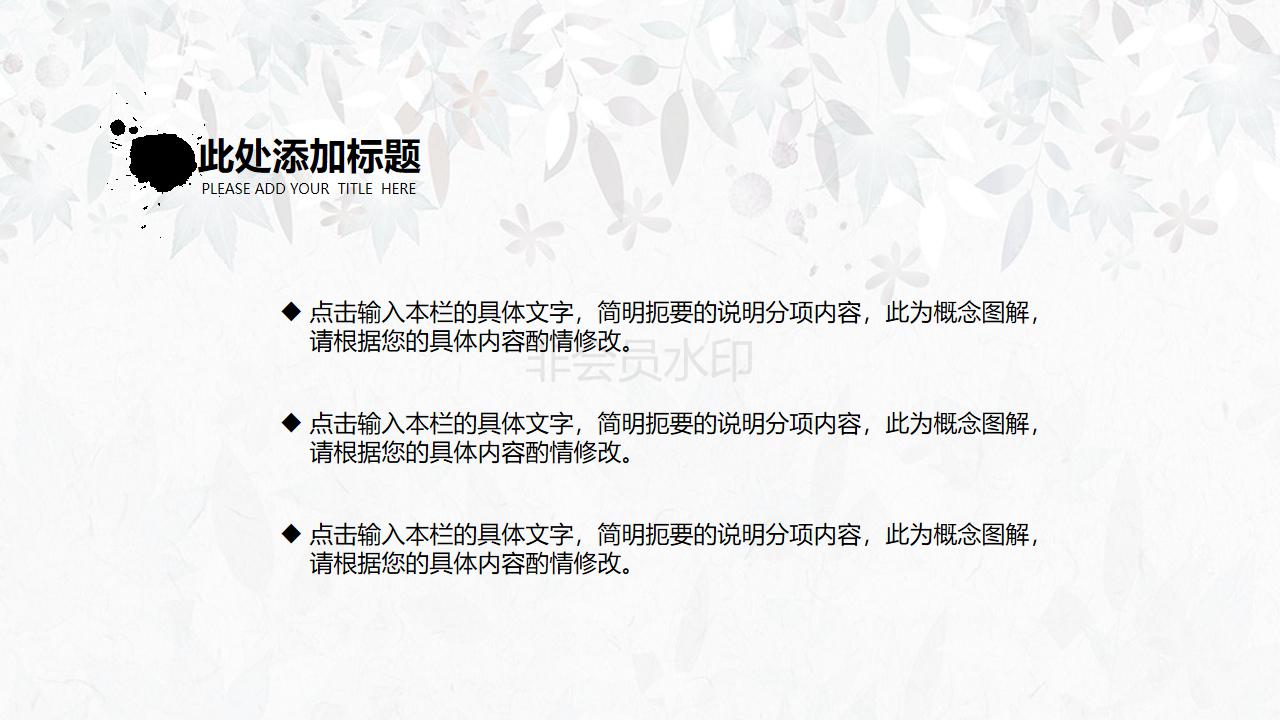 此处添加标题
PLEASE ADD YOUR TITLE HERE
◆ 点击输入本栏的具体文字，简明扼要的说明分项内容，此为概念图解，
请根据您的具体内容酌情修改。
非会员水印
◆ 点击输入本栏的具体文字，简明扼要的说明分项内容，此为概念图解，
请根据您的具体内容酌情修改。
◆ 点击输入本栏的具体文字，简明扼要的说明分项内容，此为概念图解，
请根据您的具体内容酌情修改。